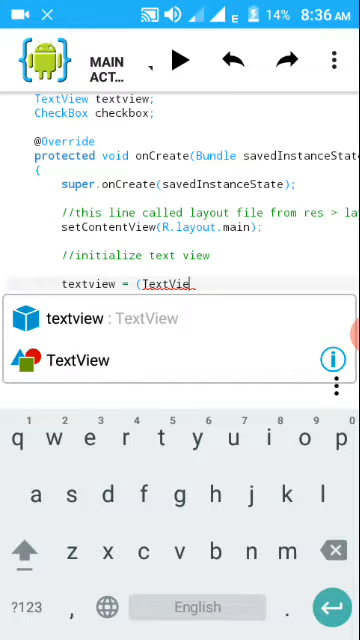 E 14% 8:36 AM
MAIN
ACT...
TextView textview;
CheckBox checkbox;
@Override
protected void onCreate(Bundle savedInstanceState
{
super.onCreate(savedInstanceState);
//this line called layout file from res > la
setContentView(R.layout.main);
//initialize text view
textview = (TextVie
textview : TextView
TextView
1 2 3 4 5 6 7 8 9 0
q w e r t y u i o p
a s d f g h j k l
z x c v b n m
?123 , English .